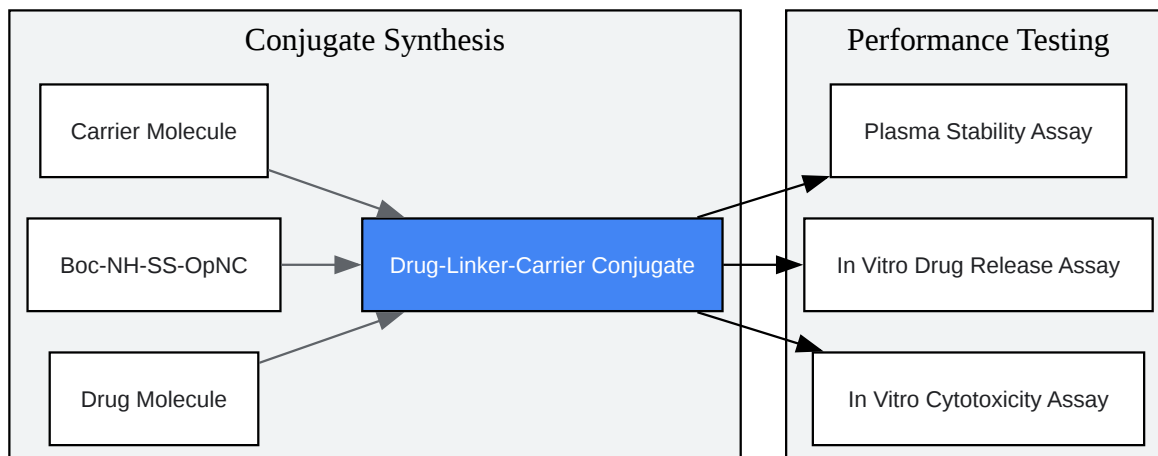 Conjugate Synthesis
Carrier Molecule
Boc-NH-SS-OpNC
Drug Molecule
Drug-Linker-Carrier Conjugate
Performance Testing
Plasma Stability Assay
In Vitro Drug Release Assay
In Vitro Cytotoxicity Assay